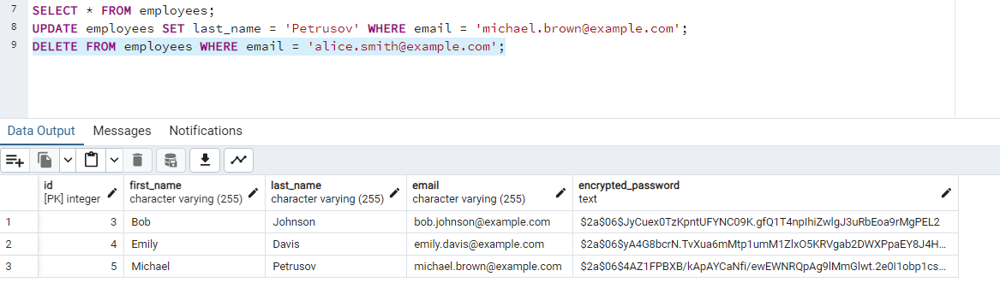 7 SELECT * FROM employees;
8 UPDATE employees SET last_name = 'Petrusov' WHERE email = 'michael.brown@example.com';
9 DELETE FROM employees WHERE email = 'alice.smith@example.com';
Data Output Messages Notifications
id first_name last_name email encrypted_password
[PK] integer character varying (255) character varying (255) character varying (255) text
1 3 Bob Johnson bob.johnson@example.com $2a$06$JyCuex0TzKpntUFYNC09K.gfQ1T4npIhiZwlgJ3uRbEoa9rMgPEL2
2 4 Emily Davis emily.davis@example.com $2a$06$yA4G8bcrN.TvXua6mMtp1umM1ZlxO5KRVgab2DWXPpaEY8J4H...
3 5 Michael Petrusov michael.brown@example.com $2a$06$4AZ1FPBXB/kApAYCaNfi/ewEWNRQpAg9lMmGlwt.2e0I1obp1cs...